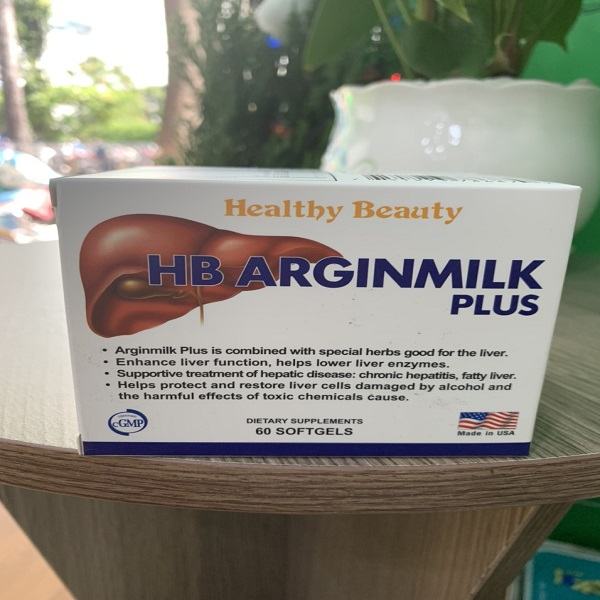 Healthy Beauty
HB ARGINMILK
PLUS
• Arginmilk Plus is combined with special herbs good for the liver.
• Enhance liver function, helps lower liver enzymes.
• Supportive treatment of hepatic disease: chronic hepatitis, fatty liver.
• Helps protect and restore liver cells damaged by alcohol and
the harmful effects of toxic chemicals cause.
cGMP
DIETARY SUPPLEMENTS
60 SOFTGELS
Made in USA